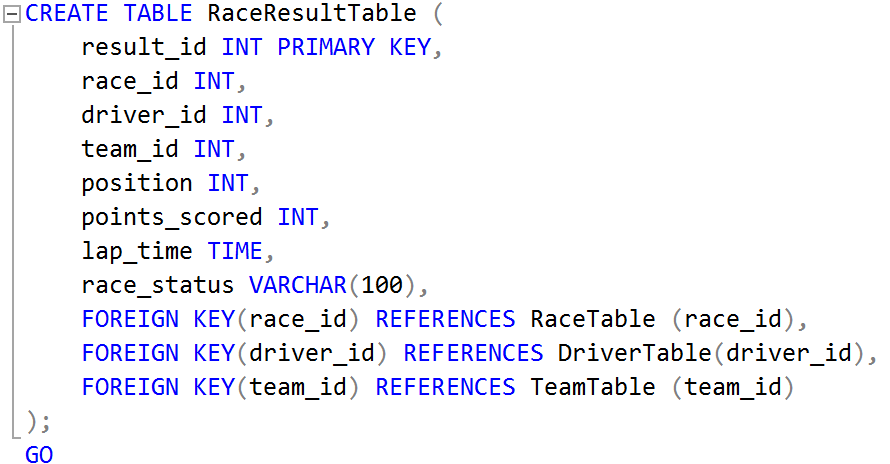 CREATE TABLE RaceResultTable (
    result_id INT PRIMARY KEY,
    race_id INT,
    driver_id INT,
    team_id INT,
    position INT,
    points_scored INT,
    lap_time TIME,
    race_status VARCHAR(100),
    FOREIGN KEY(race_id) REFERENCES RaceTable (race_id),
    FOREIGN KEY(driver_id) REFERENCES DriverTable(driver_id),
    FOREIGN KEY(team_id) REFERENCES TeamTable (team_id)
);
GO